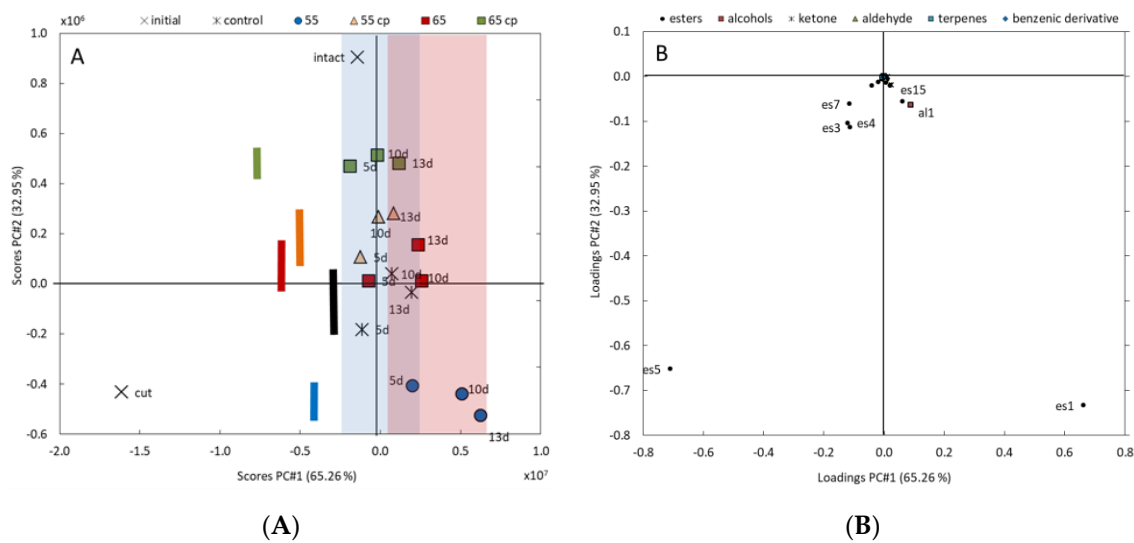 initial control 55 55 cp 65 65 cp
x10⁶
A
1.0
0.8
0.6
0.4
0.2
0.0
-0.2
-0.4
-0.6
Scores PC#2 (32.95 %)
intact
5d
10d
13d
10d
13d
5d
13d
5d
10d
10d
13d
5d
5d
10d
13d
cut
-2.0 -1.5 -1.0 -0.5 0.0 0.5 1.0
Scores PC#1 (65.26 %)
x10⁷
(A)
esters alcohols ketone aldehyde terpenes benzenic derivative
B
0.1
0.0
-0.1
-0.2
-0.3
-0.4
-0.5
-0.6
-0.7
-0.8
Loadings PC#2 (32.95 %)
es15
es7
al1
es4
es3
es5
es1
-0.8 -0.6 -0.4 -0.2 0.0 0.2 0.4 0.6 0.8
Loadings PC#1 (65.26 %)
(B)